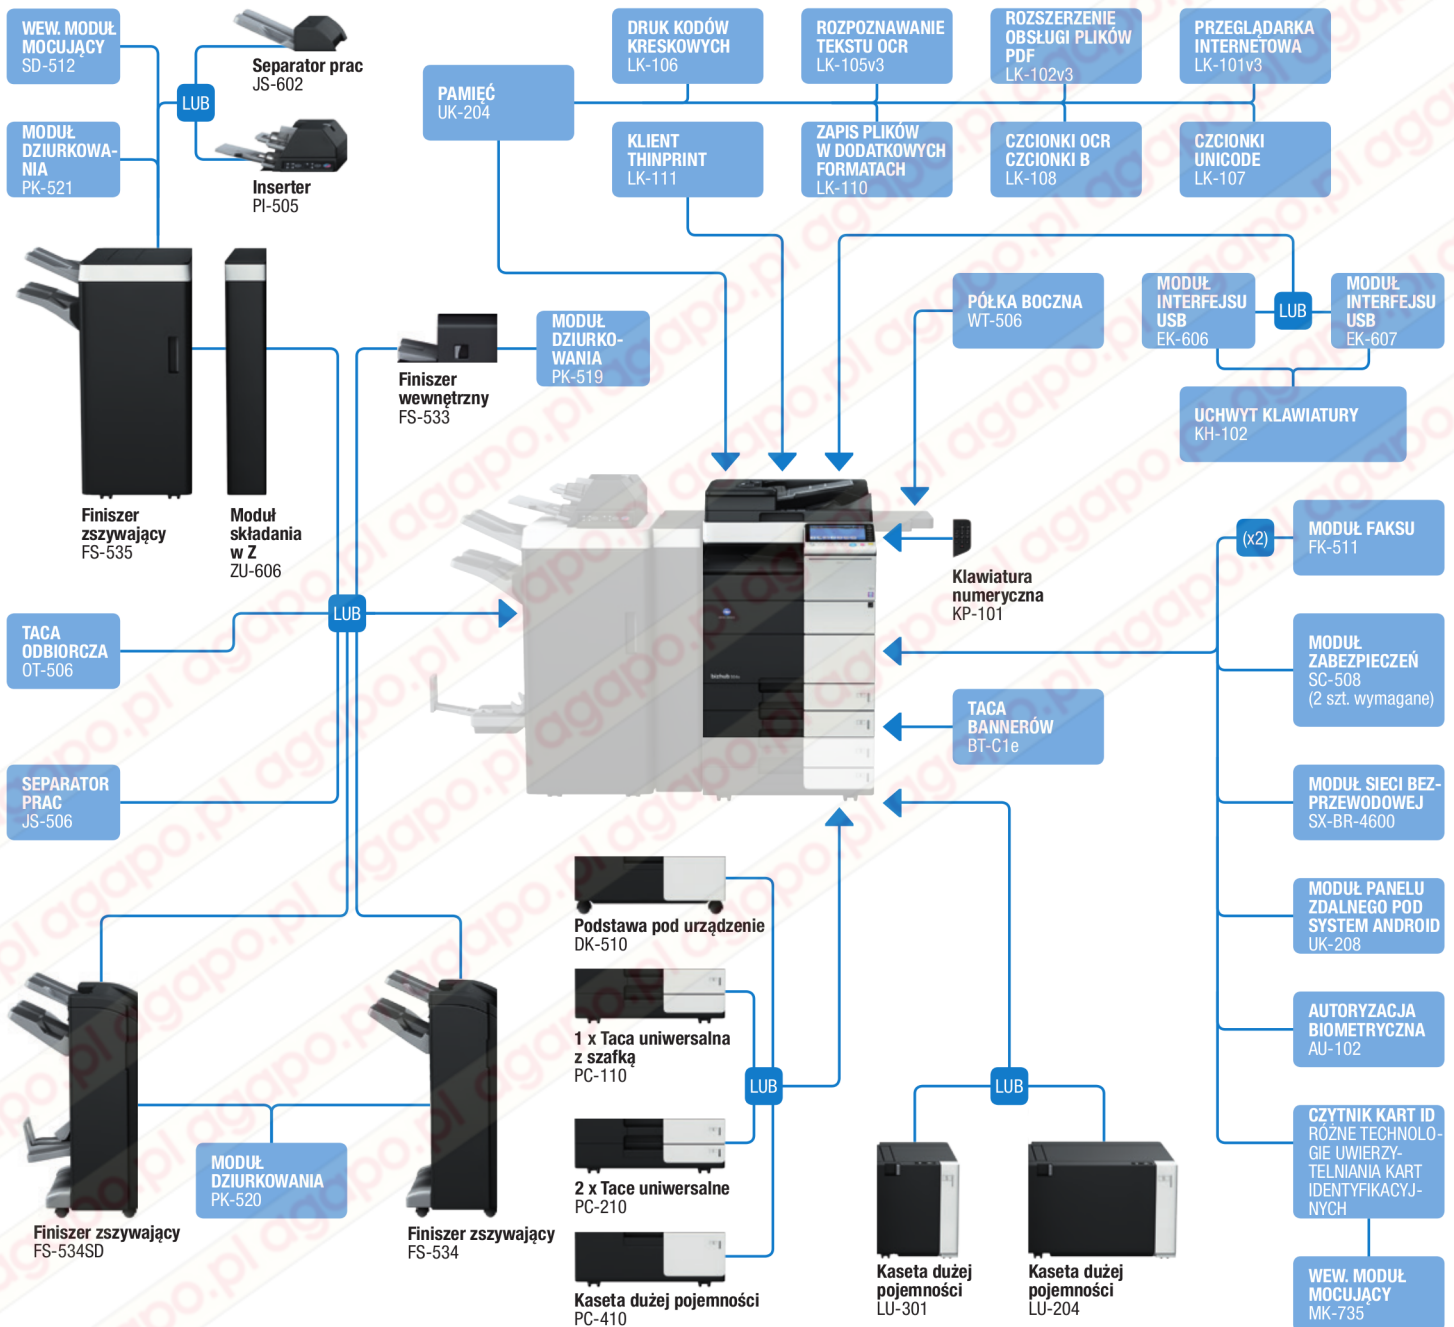 WEW. MODUŁ
MOCUJĄCY
SD-512
Separator prac
JS-602
LUB
MODUŁ
DZIURKOWA-
NIA
PK-521
Inserter
PI-505
PAMIĘĆ
UK-204
DRUK KODÓW
KRESKOWYCH
LK-106
ROZPOZNAWANIE
TEKSTU OCR
LK-105v3
ROZSZERZENIE
OBSŁUGI PLIKÓW
PDF
LK-102v3
PRZEGLĄDARKA
INTERNETOWA
LK-101v3
KLIENT
THINPRINT
LK-111
ZAPIS PLIKÓW
W DODATKOWYCH
FORMATACH
LK-110
CZCIONKI OCR
CZCIONKI B
LK-108
CZCIONKI
UNICODE
LK-107
PÓŁKA BOCZNA
WT-506
MODUŁ
INTERFEJSU
USB
EK-606
LUB
MODUŁ
INTERFEJSU
USB
EK-607
UCHWYT KLAWIATURY
KH-102
Finiszer
wewnętrzny
FS-533
MODUŁ
DZIURKO-
WANIA
PK-519
Finiszer
zszywający
FS-535
Moduł
składania
w Z
ZU-606
Klawiatura
numeryczna
KP-101
(x2)
MODUŁ FAKSU
FK-511
TACA
ODBIORCZA
OT-506
LUB
MODUŁ
ZABEZPIECZEŃ
SC-508
(2 szt. wymagane)
bizhub
TACA
BANNERÓW
BT-C1e
SEPARATOR
PRAC
JS-506
MODUŁ SIECI BEZ-
PRZEWODOWEJ
SX-BR-4600
Podstawa pod urządzenie
DK-510
MODUŁ PANELU
ZDALNEGO POD
SYSTEM ANDROID
UK-208
1 x Taca uniwersalna
z szafką
PC-110
AUTORYZACJA
BIOMETRYCZNA
AU-102
LUB
LUB
2 x Tace uniwersalne
PC-210
CZYTNIK KART ID
RÓŻNE TECHNOLO-
GIE UWIERZY-
TELNIANIA KART
IDENTYFIKACYJ-
NYCH
MODUŁ
DZIURKOWANIA
PK-520
Finiszer zszywający
FS-534SD
Finiszer zszywający
FS-534
Kaseta dużej pojemności
PC-410
Kaseta dużej
pojemności
LU-301
Kaseta dużej
pojemności
LU-204
WEW. MODUŁ
MOCUJĄCY
MK-735
agapo.pl